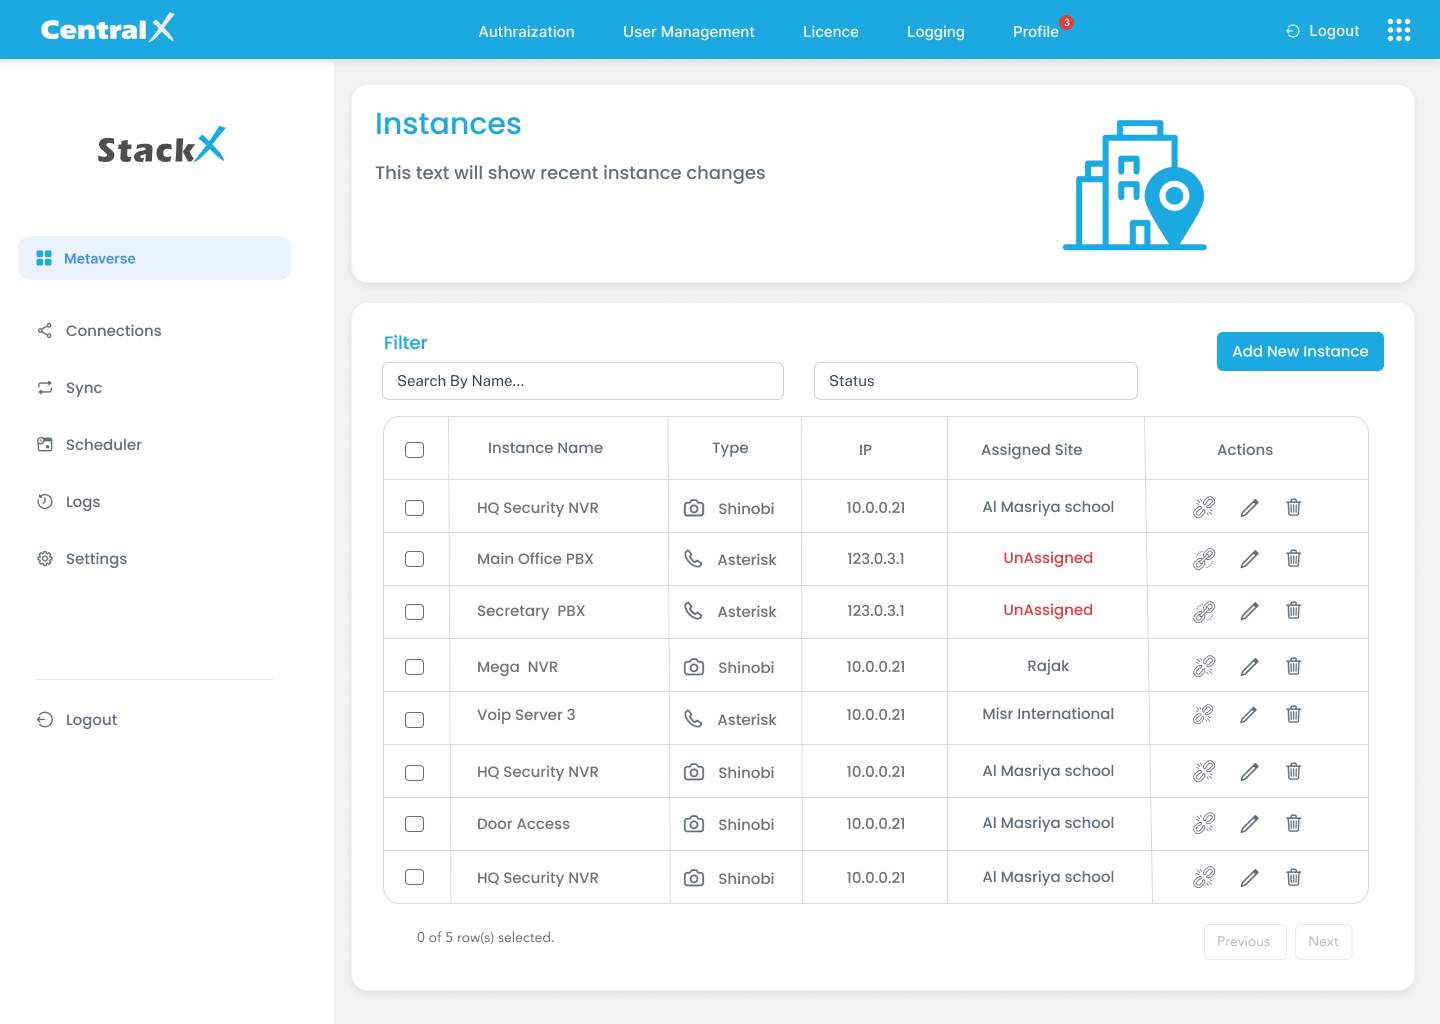 CentralX
Authraization User Management Licence Logging Profile 3 Logout
StackX
Metaverse
Connections
Sync
Scheduler
Logs
Settings
Logout
Instances
This text will show recent instance changes
Filter
Add New Instance
Search By Name... Status
Instance Name Type IP Assigned Site Actions
HQ Security NVR Shinobi 10.0.0.21 Al Masriya school
Main Office PBX Asterisk 123.0.3.1 UnAssigned
Secretary PBX Asterisk 123.0.3.1 UnAssigned
Mega NVR Shinobi 10.0.0.21 Rajak
Voip Server 3 Asterisk 10.0.0.21 Misr International
HQ Security NVR Shinobi 10.0.0.21 Al Masriya school
Door Access Shinobi 10.0.0.21 Al Masriya school
HQ Security NVR Shinobi 10.0.0.21 Al Masriya school
0 of 5 row(s) selected.
Previous Next